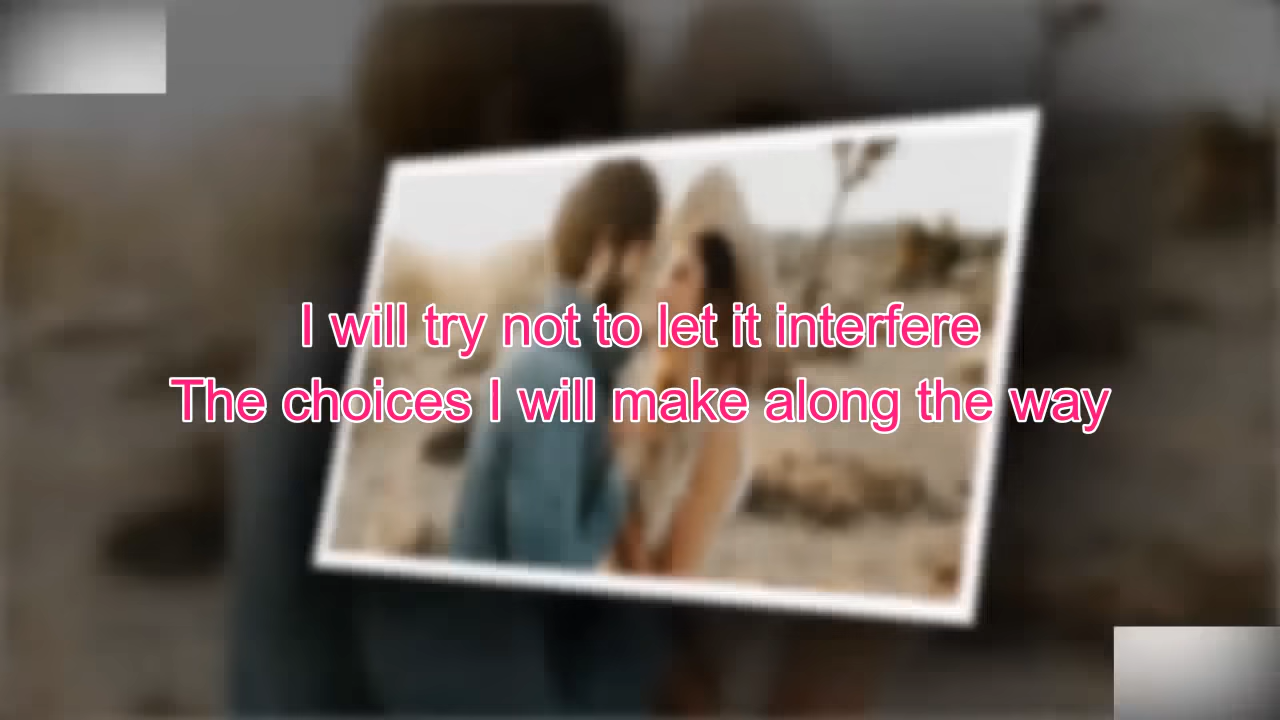 I will try not to let it interfere
The choices I will make along the way